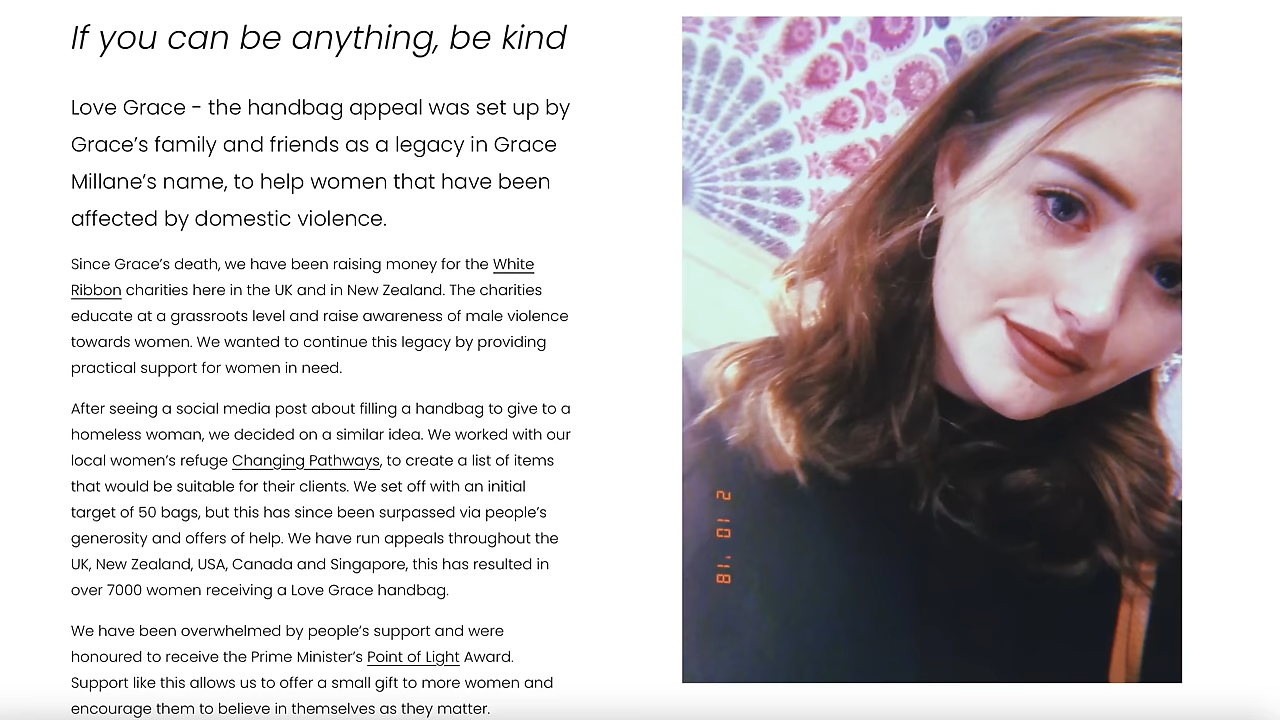 If you can be anything, be kind
Love Grace - the handbag appeal was set up by
Grace's family and friends as a legacy in Grace
Millane's name, to help women that have been
affected by domestic violence.
Since Grace's death, we have been raising money for the White
Ribbon charities here in the UK and in New Zealand. The charities
educate at a grassroots level and raise awareness of male violence
towards women. We wanted to continue this legacy by providing
practical support for women in need.
After seeing a social media post about filling a handbag to give to a
homeless woman, we decided on a similar idea. We worked with our
local women's refuge Changing Pathways, to create a list of items
that would be suitable for their clients. We set off with an initial
target of 50 bags, but this has since been surpassed via people's
generosity and offers of help. We have run appeals throughout the
UK, New Zealand, USA, Canada and Singapore, this has resulted in
over 7000 women receiving a Love Grace handbag.
We have been overwhelmed by people's support and were
honoured to receive the Prime Minister's Point of Light Award.
Support like this allows us to offer a small gift to more women and
encourage them to believe in themselves as they matter.
2 10 '18